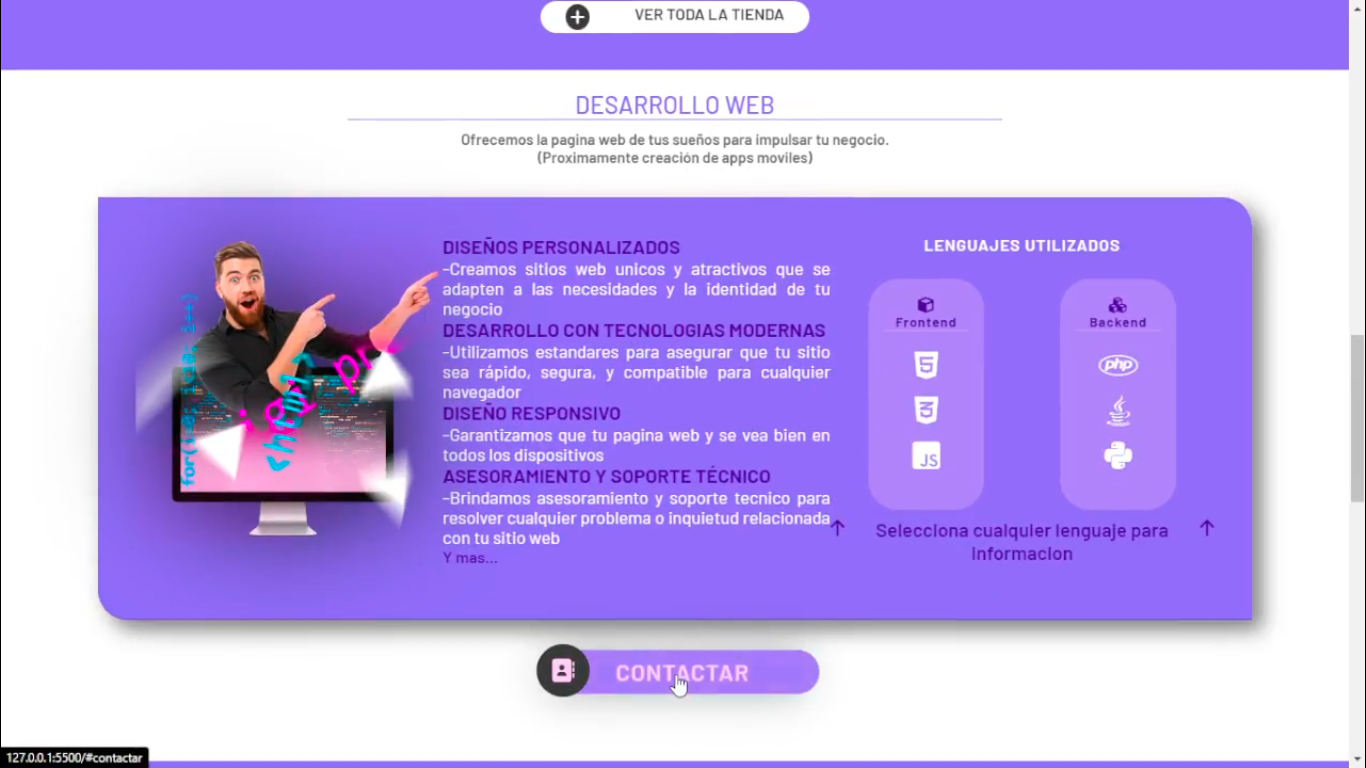 VER TODA LA TIENDA
DESARROLLO WEB
Ofrecemos la pagina web de tus sueños para impulsar tu negocio.
(Proximamente creación de apps moviles)
for(i=0; i<10; i++)
<html>
DISEÑOS PERSONALIZADOS
-Creamos sitios web unicos y atractivos que se
adapten a las necesidades y la identidad de tu
negocio
DESARROLLO CON TECNOLOGIAS MODERNAS
-Utilizamos estandares para asegurar que tu sitio
sea rápido, segura, y compatible para cualquier
navegador
DISEÑO RESPONSIVO
-Garantizamos que tu pagina web y se vea bien en
todos los dispositivos
ASESORAMIENTO Y SOPORTE TÉCNICO
-Brindamos asesoramiento y soporte tecnico para
resolver cualquier problema o inquietud relacionada
con tu sitio web
Y mas...
LENGUAJES UTILIZADOS
Frontend
5
3
JS
Backend
php
Selecciona cualquier lenguaje para
Informacion
CONTACTAR
127.0.0.1:5500/#contactar